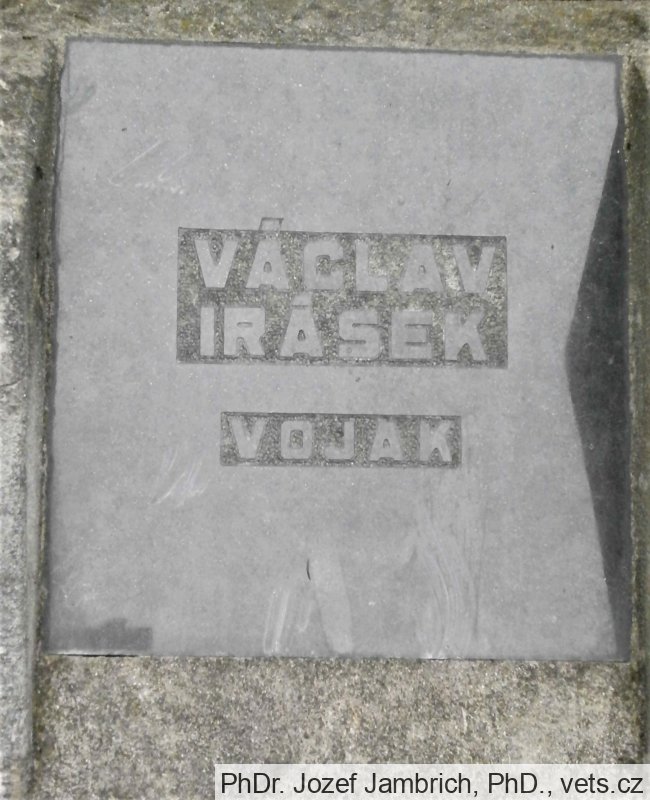 VÁCLAV
IRÁSEK
VOJAK
PhDr. Jozef Jambrich, PhD., vets.cz